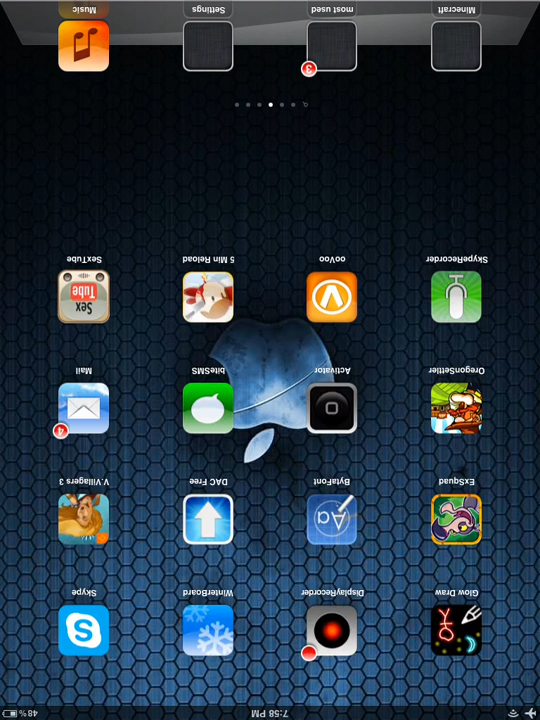 7:58 PM 48%
Glow Draw DisplayRecorder WinterBoard Skype
ExSquad BytaFont DAC Free V.Villagers 3
4
OregonSettler Activator biteSMS Mail
Sex
Tube
SkypeRecorder ooVoo 5 Min Reload SexTube
3
Minecraft most used Settings Music